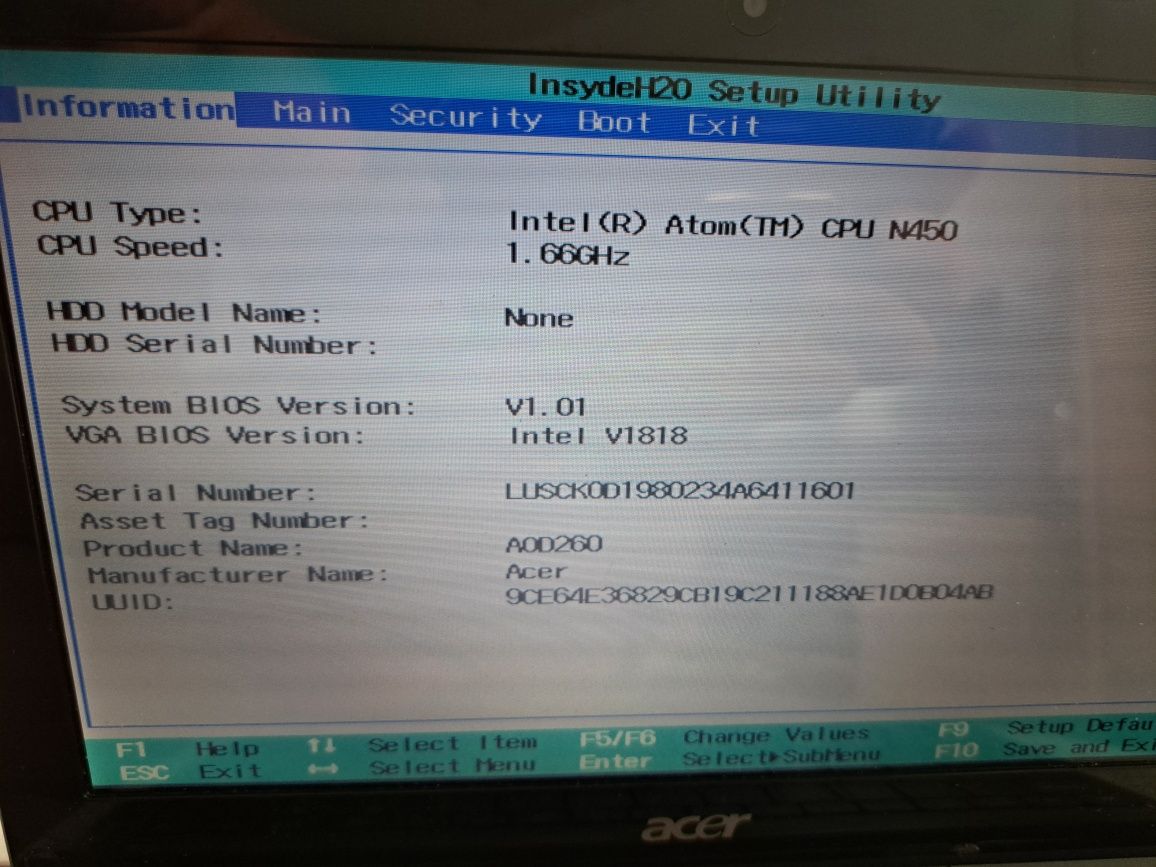 InsydeH20 Setup Utility
Information Main Security Boot Exit
CPU Type: Intel(R) Atom(TM) CPU N450
CPU Speed: 1.66GHz
HDD Model Name: None
HDD Serial Number:
System BIOS Version: V1.01
VGA BIOS Version: Intel V1818
Serial Number: LUSCK0D1980234A6411601
Asset Tag Number:
Product Name: AOD260
Manufacturer Name: Acer
UUID: 9CE64E36829CB19C211188AE1D0B04AB
F1 Help ↑↓ Select Item F5/F6 Change Values F9 Setup Defau
ESC Exit ↔ Select Menu Enter Select▶SubMenu F10 Save and Exi
acer